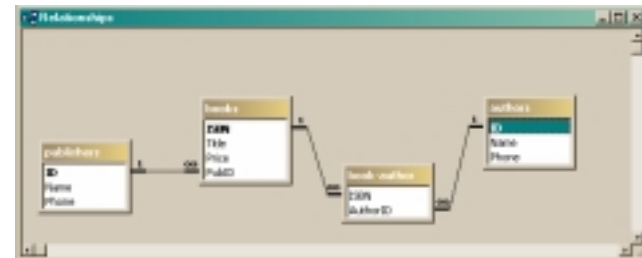 Relationships
publishers
ID
Name
Phone
books
ISBN
Title
Price
PubID
book-author
ISBN
AuthorID
authors
ID
Name
Phone
1
∞
1
∞
∞
1